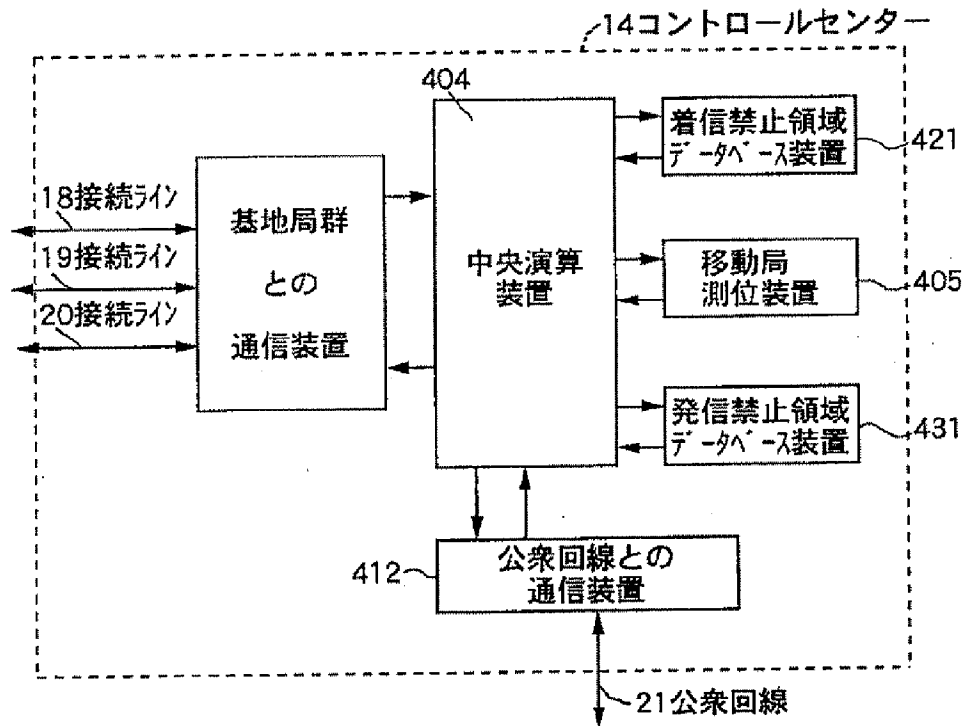 14コントロールセンター
404
着信禁止領域
データベース装置
421
18接続ライン
19接続ライン
20接続ライン
基地局群
との
通信装置
中央演算
装置
移動局
測位装置
405
発信禁止領域
データベース装置
431
412
公衆回線との
通信装置
21公衆回線